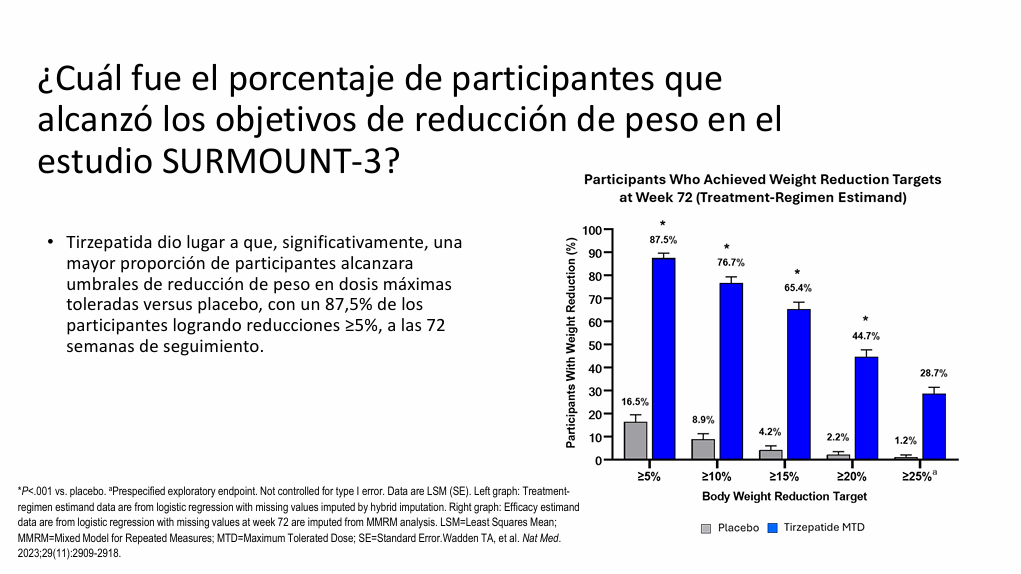 ¿Cuál fue el porcentaje de participantes que
alcanzó los objetivos de reducción de peso en el
estudio SURMOUNT-3?
• Tirzepatida dio lugar a que, significativamente, una
mayor proporción de participantes alcanzara
umbrales de reducción de peso en dosis máximas
toleradas versus placebo, con un 87,5% de los
participantes logrando reducciones ≥5%, a las 72
semanas de seguimiento.
Participants Who Achieved Weight Reduction Targets
at Week 72 (Treatment-Regimen Estimand)
Participants With Weight Reduction (%)
100
90
80
70
60
50
40
30
20
10
0
16.5%
*
87.5%
8.9%
*
76.7%
4.2%
*
65.4%
2.2%
*
44.7%
1.2%
28.7%
≥5% ≥10% ≥15% ≥20% ≥25%ª
Body Weight Reduction Target
Placebo Tirzepatide MTD
*P<.001 vs. placebo. ªPrespecified exploratory endpoint. Not controlled for type I error. Data are LSM (SE). Left graph: Treatment-
regimen estimand data are from logistic regression with missing values imputed by hybrid imputation. Right graph: Efficacy estimand
data are from logistic regression with missing values at week 72 are imputed from MMRM analysis. LSM=Least Squares Mean;
MMRM=Mixed Model for Repeated Measures; MTD=Maximum Tolerated Dose; SE=Standard Error.Wadden TA, et al. Nat Med.
2023;29(11):2909-2918.